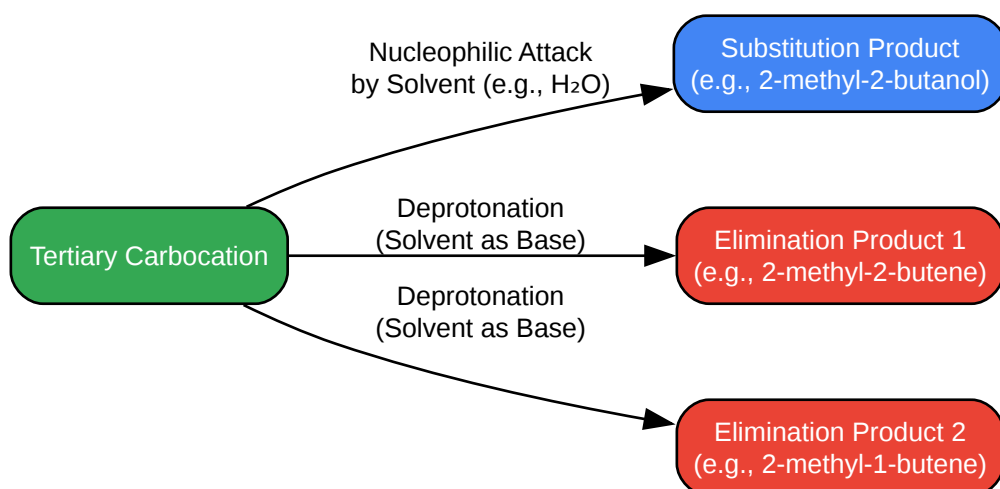 Nucleophilic Attack
by Solvent (e.g., H₂O)
Substitution Product
(e.g., 2-methyl-2-butanol)
Tertiary Carbocation
Deprotonation
(Solvent as Base)
Elimination Product 1
(e.g., 2-methyl-2-butene)
Deprotonation
(Solvent as Base)
Elimination Product 2
(e.g., 2-methyl-1-butene)